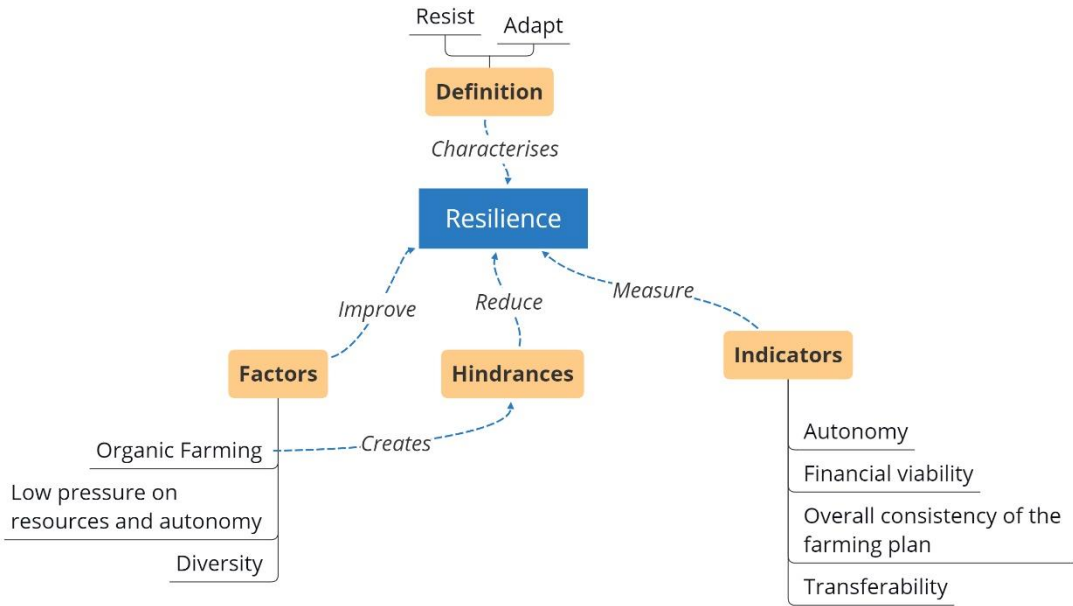 Resist
Adapt
Definition
Characterises
Resilience
Improve
Reduce
Measure
Factors
Hindrances
Indicators
Organic Farming
Creates
Low pressure on
resources and autonomy
Diversity
Autonomy
Financial viability
Overall consistency of the
farming plan
Transferability